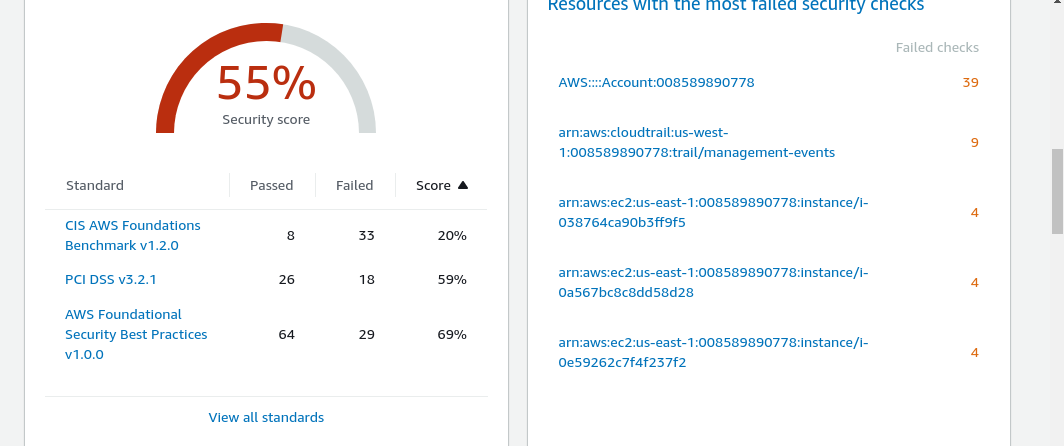 Resources with the most failed security checks
55%
Security score
Standard Passed Failed Score ▲
CIS AWS Foundations
Benchmark v1.2.0
8 33 20%
PCI DSS v3.2.1 26 18 59%
AWS Foundational
Security Best Practices
v1.0.0
64 29 69%
View all standards
Failed checks
AWS::::Account:008589890778 39
arn:aws:cloudtrail:us-west-
1:008589890778:trail/management-events
9
arn:aws:ec2:us-east-1:008589890778:instance/i-
038764ca90b3ff9f5
4
arn:aws:ec2:us-east-1:008589890778:instance/i-
0a567bc8c8dd58d28
4
arn:aws:ec2:us-east-1:008589890778:instance/i-
0e59262c7f4f237f2
4